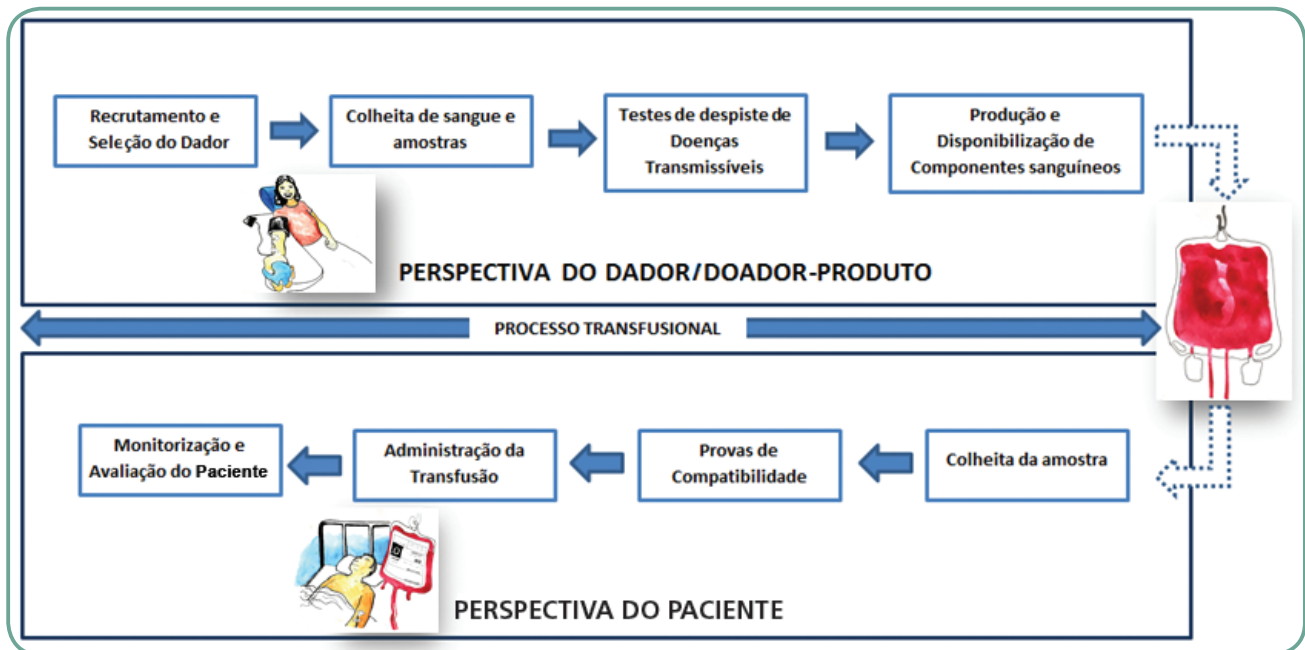 Recrutamento e
Seleção do Dador
Colheita de sangue e
amostras
Testes de despiste de
Doenças
Transmissíveis
Produção e
Disponibilização de
Componentes sanguíneos
PERSPECTIVA DO DADOR/DOADOR-PRODUTO
PROCESSO TRANSFUSIONAL
Monitorização e
Avaliação do Paciente
Administração da
Transfusão
Provas de
Compatibilidade
Colheita da amostra
PERSPECTIVA DO PACIENTE